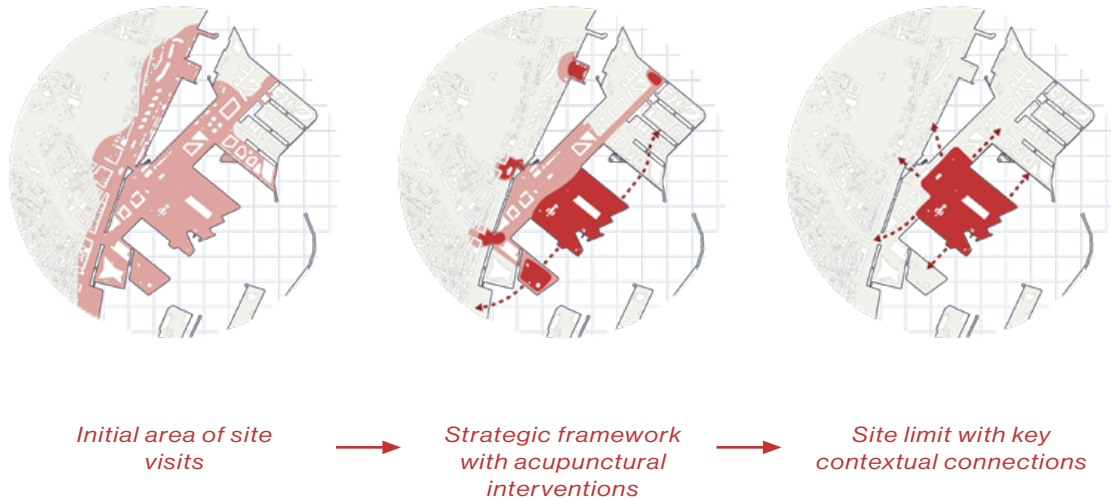 Initial area of site
visits
Strategic framework
with acupunctural
interventions
Site limit with key
contextual connections